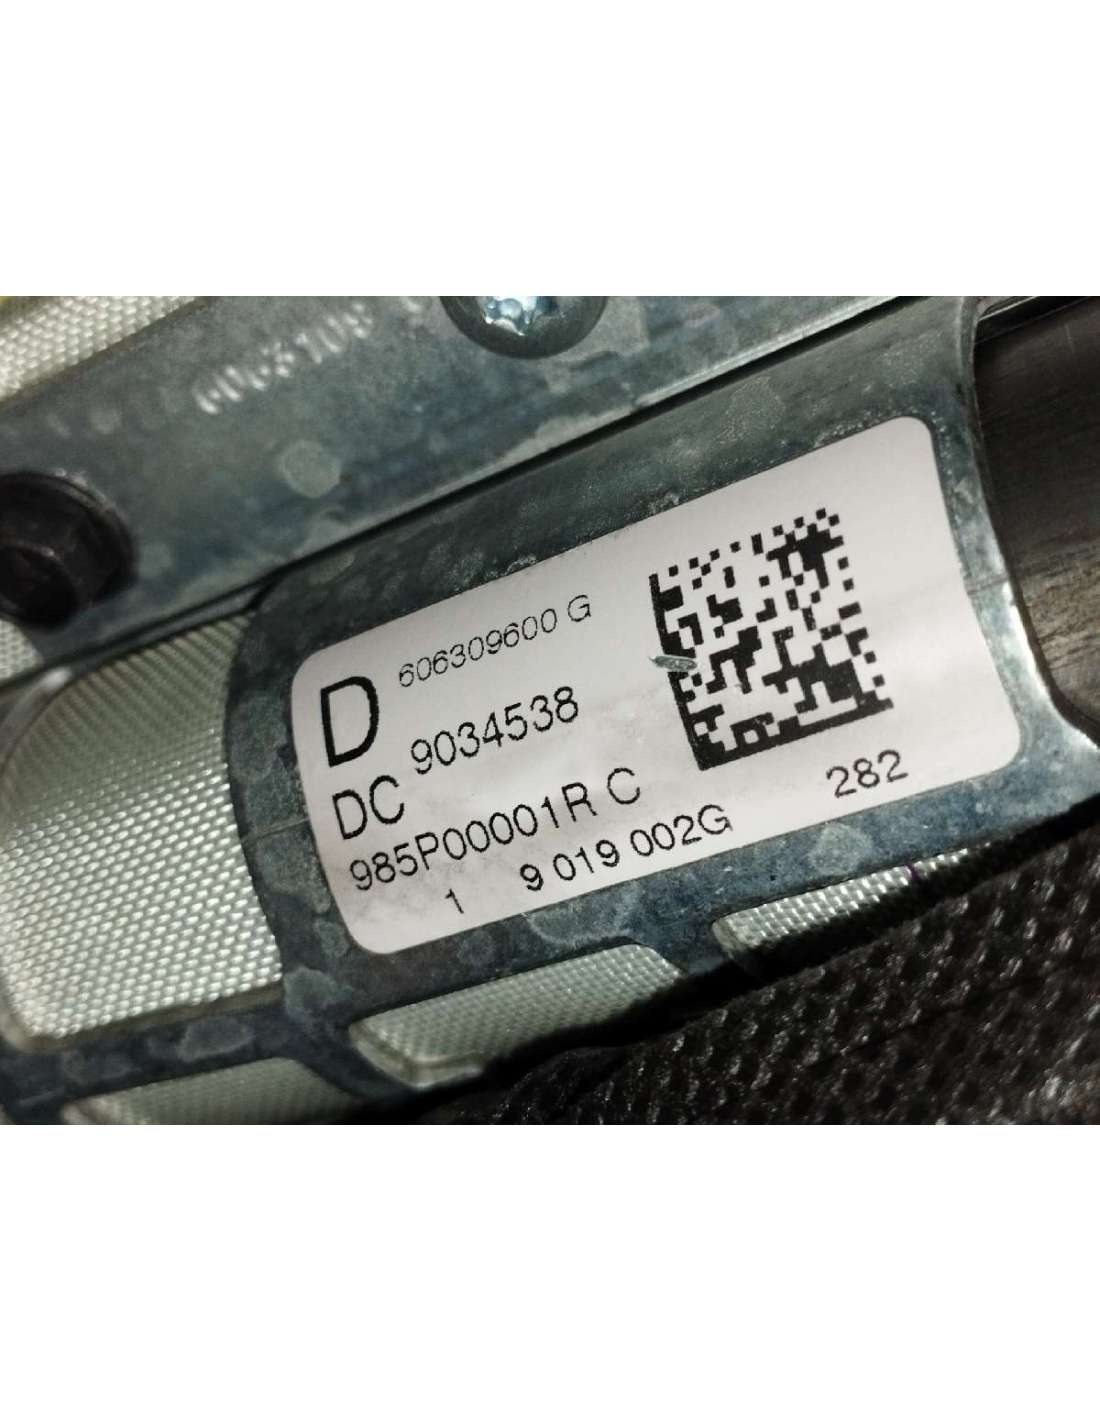 D 606309600 G
DC 9034538
985P00001R C
1 9 019 002G 282